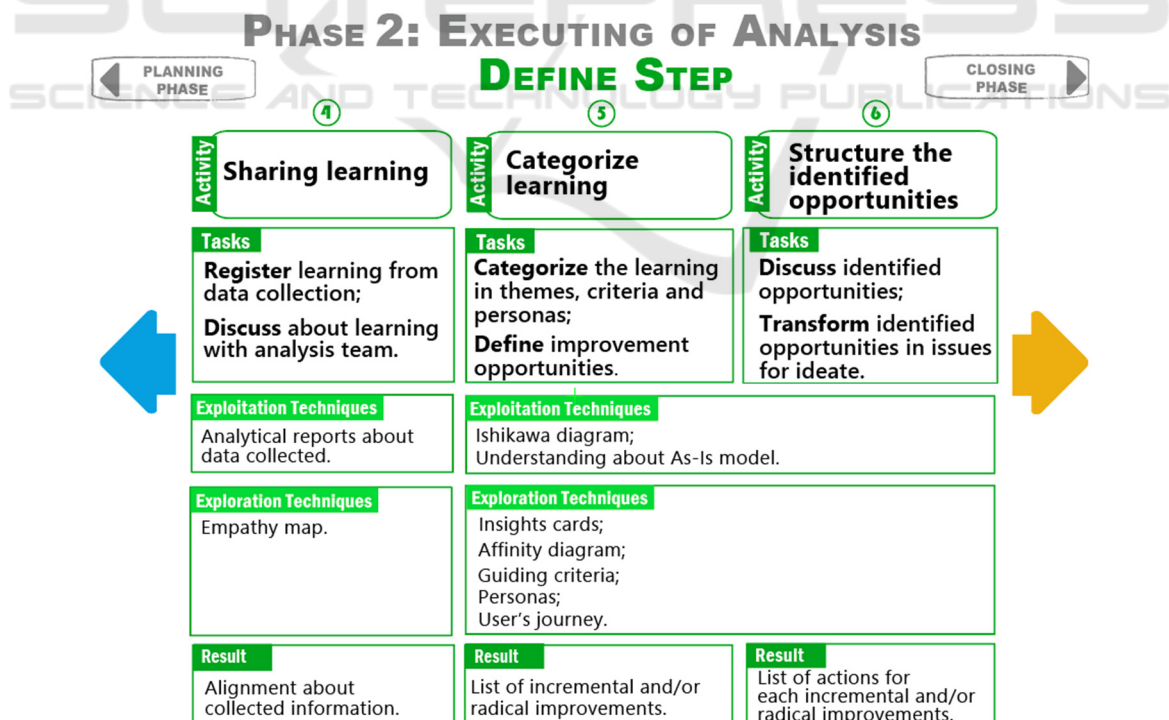 PHASE 2: EXECUTING OF ANALYSIS
DEFINE STEP
PLANNING
PHASE
CLOSING
PHASE
SCITEPRESS
SCIENCE AND TECHNOLOGY PUBLICATIONS
4
Activity
Sharing learning
Tasks
Register learning from
data collection;
Discuss about learning
with analysis team.
5
Activity
Categorize
learning
Tasks
Categorize the learning
in themes, criteria and
personas;
Define improvement
opportunities.
6
Activity
Structure the
identified
opportunities
Tasks
Discuss identified
opportunities;
Transform identified
opportunities in issues
for ideate.
Exploitation Techniques
Analytical reports about
data collected.
Exploitation Techniques
Ishikawa diagram;
Understanding about As-Is model.
Exploration Techniques
Empathy map.
Exploration Techniques
Insights cards;
Affinity diagram;
Guiding criteria;
Personas;
User's journey.
Result
Alignment about
collected information.
Result
List of incremental and/or
radical improvements.
Result
List of actions for
each incremental and/or
radical improvements.